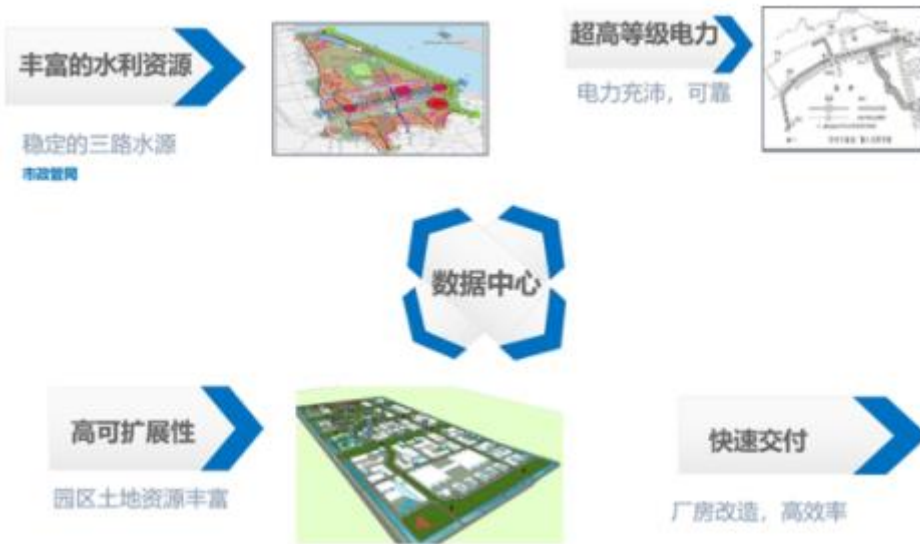 丰富的水利资源
稳定的三路水源
市政管网
超高等级电力
电力充沛，可靠
数据中心
高可扩展性
园区土地资源丰富
快速交付
厂房改造，高效率